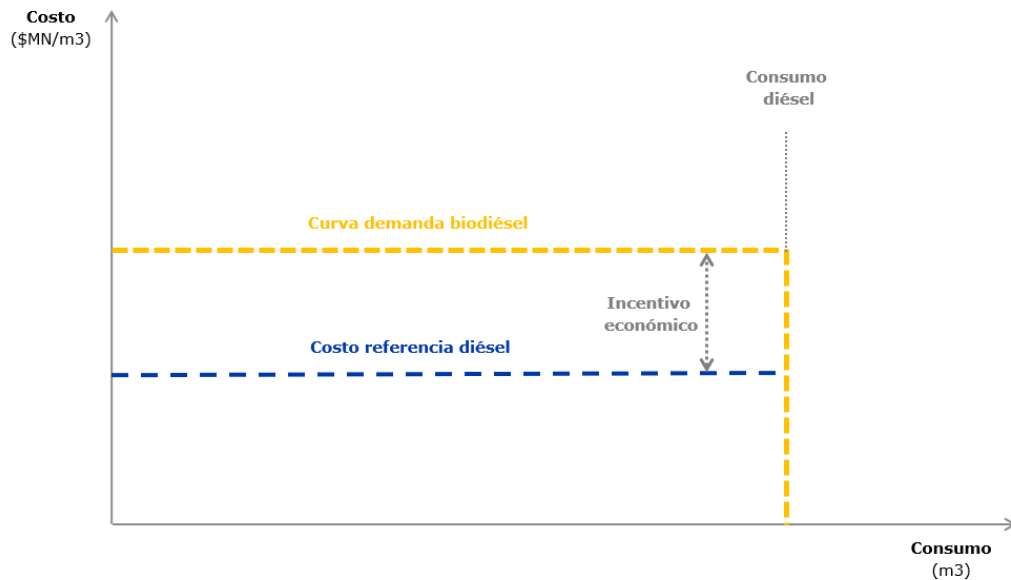 Costo
($MN/m3)
Consumo
diésel
Curva demanda biodiésel
Incentivo
económico
Costo referencia diésel
Consumo
(m3)